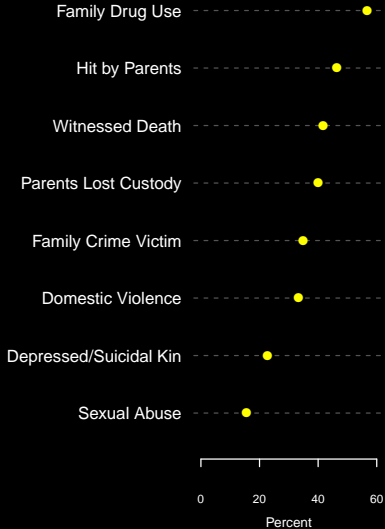 Family Drug Use
Hit by Parents
Witnessed Death
Parents Lost Custody
Family Crime Victim
Domestic Violence
Depressed/Suicidal Kin
Sexual Abuse
0 20 40 60
Percent